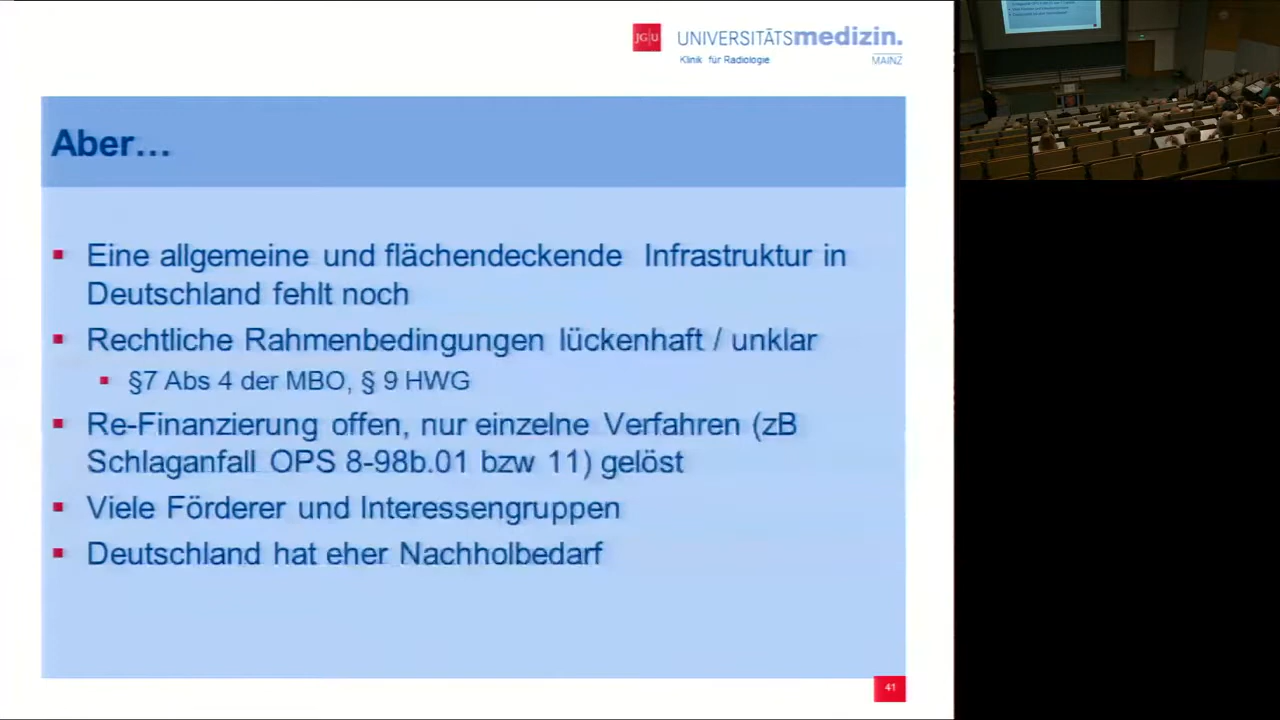 JG|U
UNIVERSITÄTSmedizin.
Klinik für Radiologie
MAINZ
Aber...
Eine allgemeine und flächendeckende Infrastruktur in
Deutschland fehlt noch
Rechtliche Rahmenbedingungen lückenhaft / unklar
§7 Abs 4 der MBO, § 9 HWG
Re-Finanzierung offen, nur einzelne Verfahren (zB
Schlaganfall OPS 8-98b.01 bzw 11) gelöst
Viele Förderer und Interessengruppen
Deutschland hat eher Nachholbedarf
41